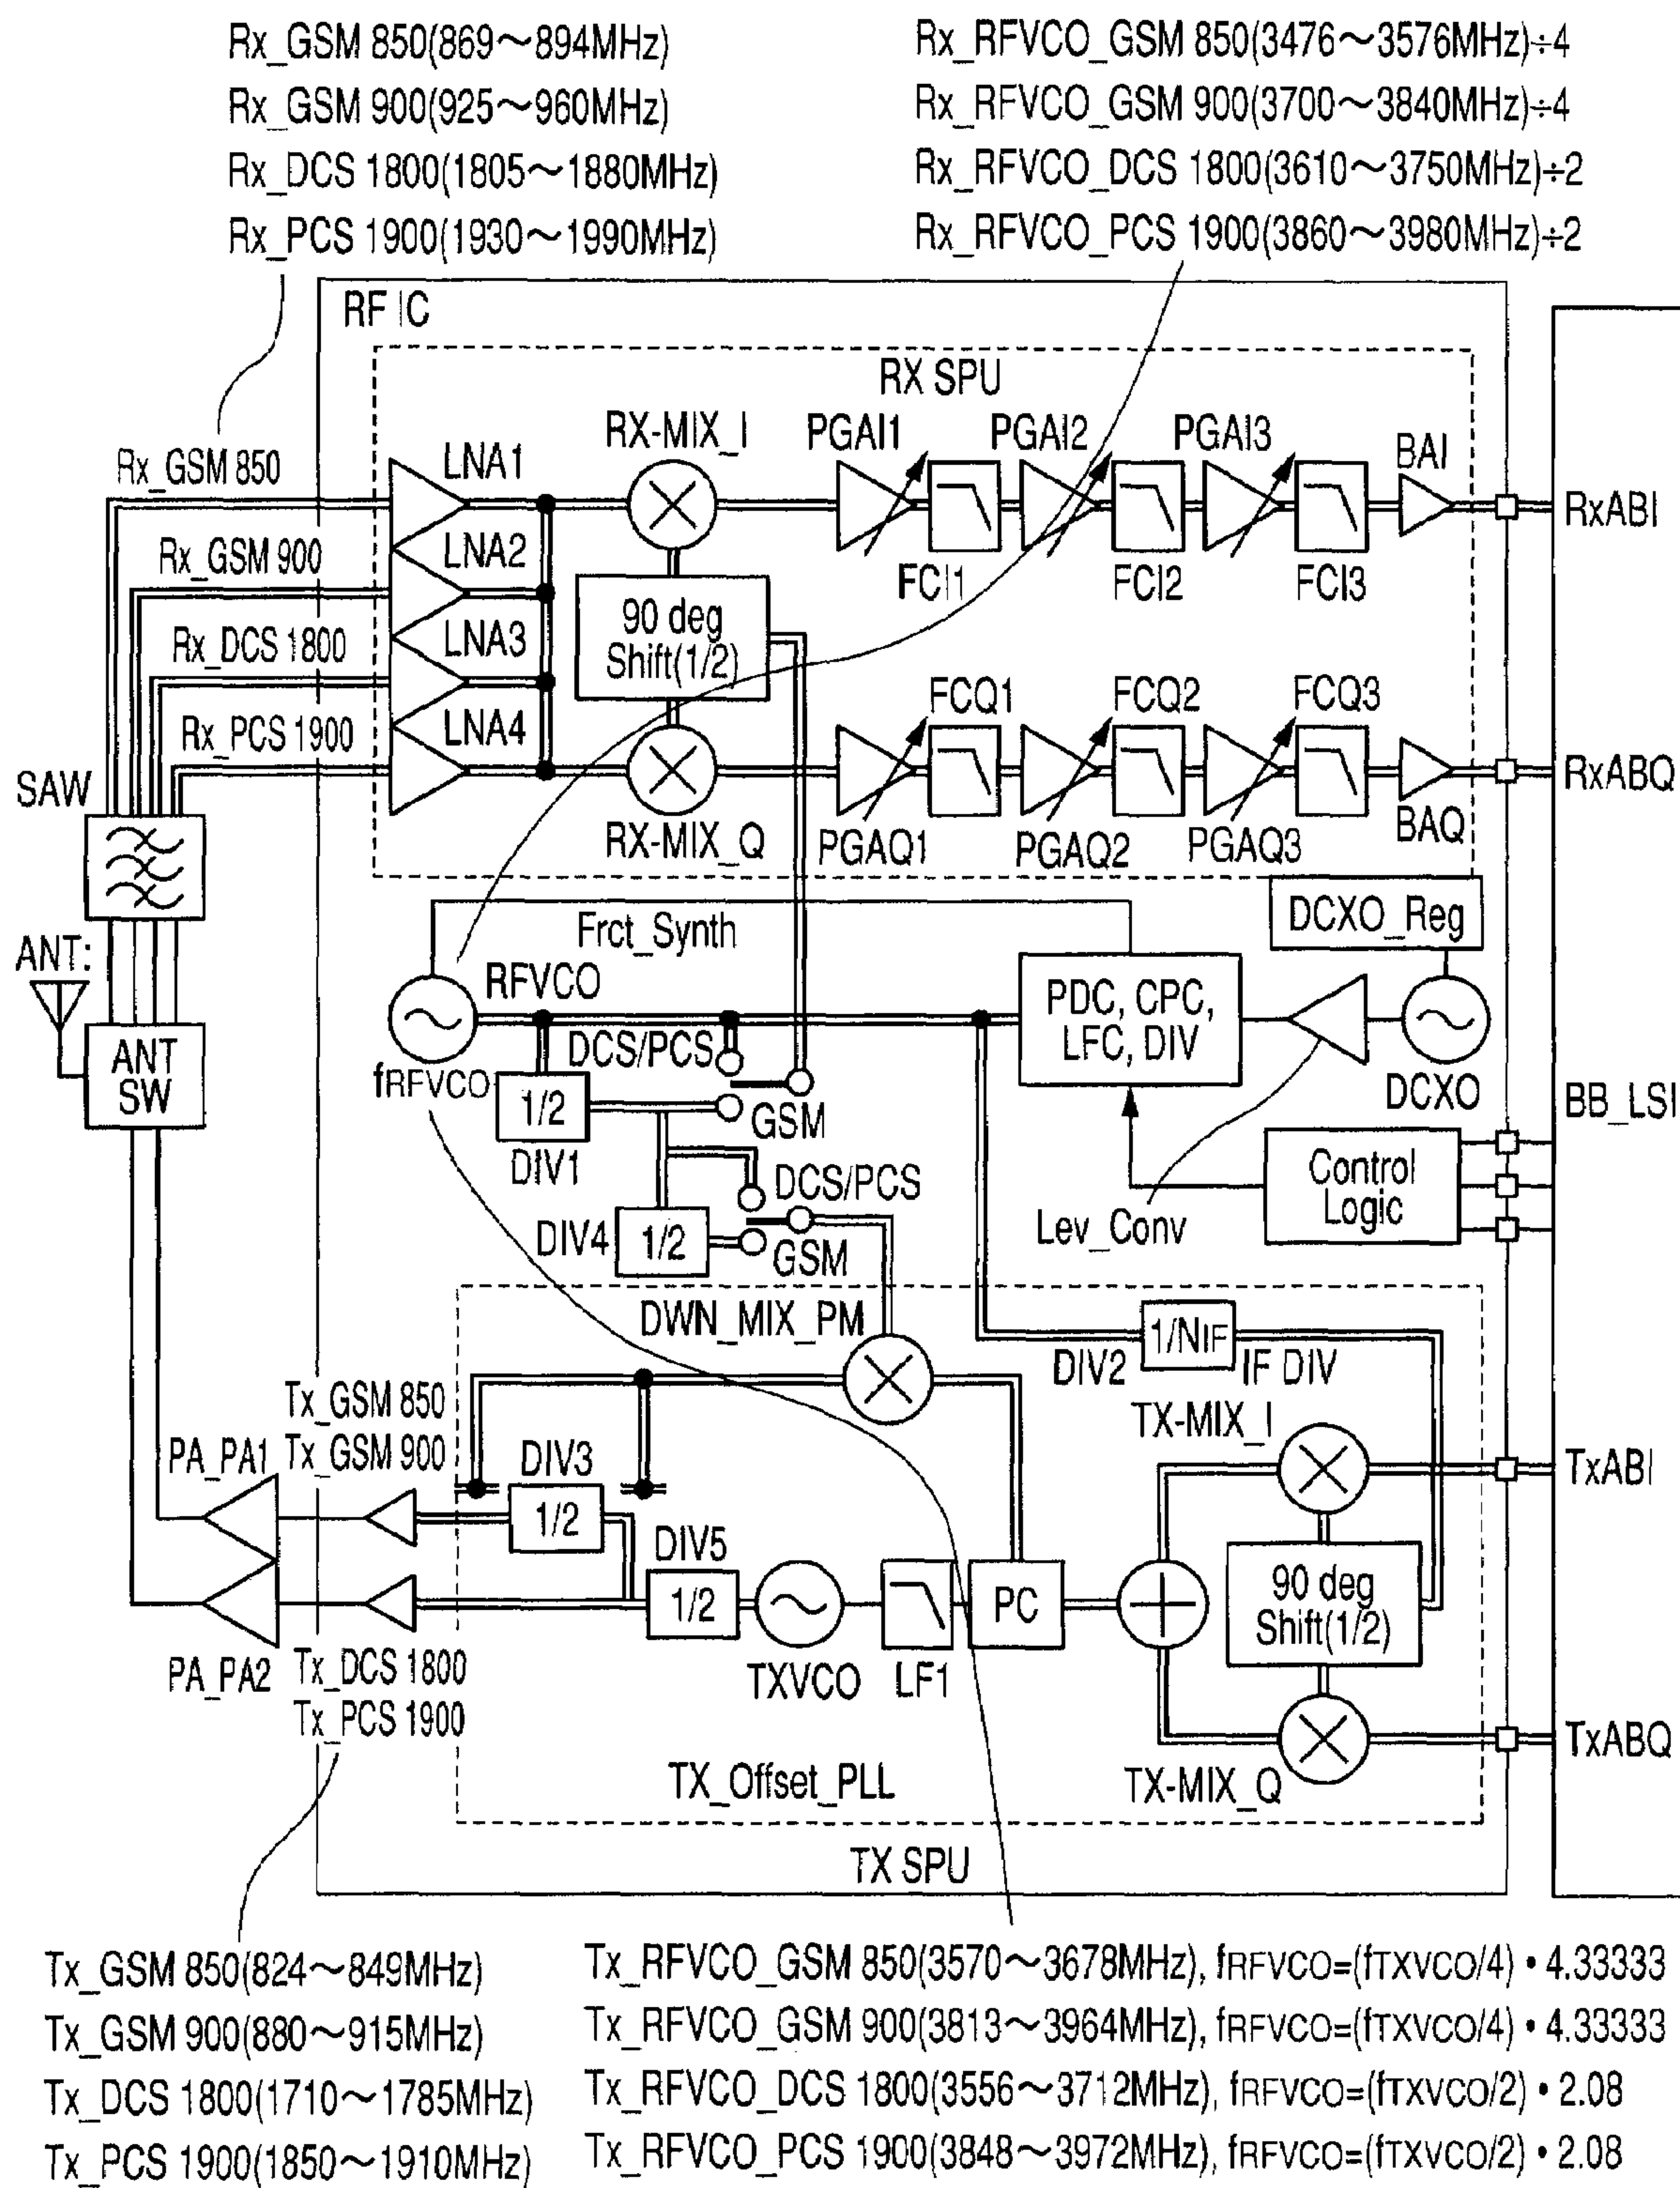 Rx_GSM 850(869～894MHz)
Rx_GSM 900(925～960MHz)
Rx_DCS 1800(1805～1880MHz)
Rx_PCS 1900(1930～1990MHz)
Rx_RFVCO_GSM 850(3476～3576MHz)÷4
Rx_RFVCO_GSM 900(3700～3840MHz)÷4
Rx_RFVCO_DCS 1800(3610～3750MHz)÷2
Rx_RFVCO_PCS 1900(3860～3980MHz)÷2
RF IC
RX SPU
RX-MIX_I
PGAI1
PGAI2
PGAI3
BAI
LNA1
Rx_GSM 850
RxABI
LNA2
Rx_GSM 900
FCI1
FCI2
FCI3
90 deg
Shift(1/2)
LNA3
Rx_DCS 1800
FCQ1
FCQ2
FCQ3
LNA4
Rx_PCS 1900
SAW
RxABQ
RX-MIX_Q
PGAQ1
PGAQ2
PGAQ3
BAQ
DCXO_Reg
Frct_Synth
ANT:
RFVCO
PDC, CPC,
LFC, DIV
DCS/PCS
fRFVCO
ANT
SW
1/2
GSM
DCXO
BB_LSI
DIV1
DCS/PCS
Control
Logic
Lev_Conv
DIV4
1/2
GSM
DWN_MIX_PM
1/NIF
DIV2
IF DIV
Tx_GSM 850
Tx_GSM 900
PA_PA1
DIV3
TX-MIX_I
TxABI
1/2
DIV5
1/2
PC
90 deg
Shift(1/2)
PA_PA2
Tx_DCS 1800
Tx_PCS 1900
TXVCO
LF1
TxABQ
TX-MIX_Q
TX_Offset_PLL
TX SPU
Tx_GSM 850(824～849MHz)
Tx_GSM 900(880～915MHz)
Tx_DCS 1800(1710～1785MHz)
Tx_PCS 1900(1850～1910MHz)
Tx_RFVCO_GSM 850(3570～3678MHz), fRFVCO=(fTXVCO/4) • 4.33333
Tx_RFVCO_GSM 900(3813～3964MHz), fRFVCO=(fTXVCO/4) • 4.33333
Tx_RFVCO_DCS 1800(3556～3712MHz), fRFVCO=(fTXVCO/2) • 2.08
Tx_RFVCO_PCS 1900(3848～3972MHz), fRFVCO=(fTXVCO/2) • 2.08